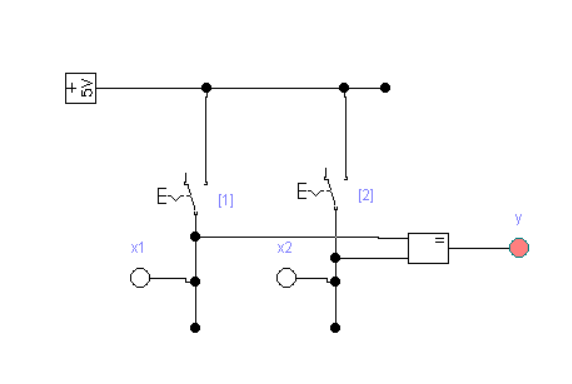 + 5V
E [1]
E [2]
x1
x2
=
y